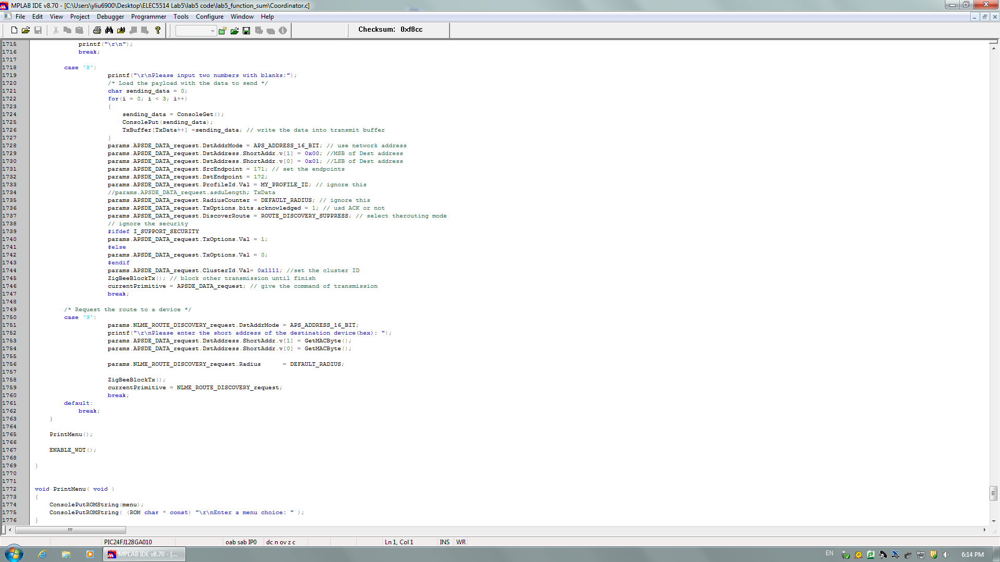 MPLAB IDE v8.70 - [C:\Users\yliu6900\Desktop\ELEC5514 Lab5\lab5 code\lab5_function_sum\Coordinator.c]
File Edit View Project Debugger Programmer Tools Configure Window Help
Checksum: 0xf8cc
1715 printf("\r\n");
1716 break;
1717
1718 case '8':
1719 printf("\r\nPlease input two numbers with blanks:");
1720 /* Load the payload with the data to send */
1721 char sending_data = 0;
1722 for(i = 0; i < 3; i++)
1723 {
1724 sending_data = ConsoleGet();
1725 ConsolePut(sending_data);
1726 TxBuffer[TxData++] =sending_data; // write the data into transmit buffer
1727 }
1728 params.APSDE_DATA_request.DstAddrMode = APS_ADDRESS_16_BIT; // use network address
1729 params.APSDE_DATA_request.DstAddress.ShortAddr.v[1] = 0x00; //MSB of Dest address
1730 params.APSDE_DATA_request.DstAddress.ShortAddr.v[0] = 0x01; //LSB of Dest address
1731 params.APSDE_DATA_request.SrcEndpoint = 171; // set the endpoints
1732 params.APSDE_DATA_request.DstEndpoint = 172;
1733 params.APSDE_DATA_request.ProfileId.Val = MY_PROFILE_ID; // ignore this
1734 //params.APSDE_DATA_request.asduLength; TxData
1735 params.APSDE_DATA_request.RadiusCounter = DEFAULT_RADIUS; // ignore this
1736 params.APSDE_DATA_request.TxOptions.bits.acknowledged = 1; // usd ACK or not
1737 params.APSDE_DATA_request.DiscoverRoute = ROUTE_DISCOVERY_SUPPRESS; // select therouting mode
1738 // ignore the security
1739 #ifdef I_SUPPORT_SECURITY
1740 params.APSDE_DATA_request.TxOptions.Val = 1;
1741 #else
1742 params.APSDE_DATA_request.TxOptions.Val = 0;
1743 #endif
1744 params.APSDE_DATA_request.ClusterId.Val= 0x1111; //set the cluster ID
1745 ZigBeeBlockTx(); // block other transmission until finish
1746 currentPrimitive = APSDE_DATA_request; // give the command of transmission
1747 break;
1748
1749 /* Request the route to a device */
1750 case '9':
1751 params.NLME_ROUTE_DISCOVERY_request.DstAddrMode = APS_ADDRESS_16_BIT;
1752 printf("\r\nPlease enter the short address of the destination device(hex): ");
1753 params.APSDE_DATA_request.DstAddress.ShortAddr.v[1] = GetMACByte();
1754 params.APSDE_DATA_request.DstAddress.ShortAddr.v[0] = GetMACByte();
1755
1756 params.NLME_ROUTE_DISCOVERY_request.Radius = DEFAULT_RADIUS;
1757
1758 ZigBeeBlockTx();
1759 currentPrimitive = NLME_ROUTE_DISCOVERY_request;
1760 break;
1761 default:
1762 break;
1763 }
1764
1765 PrintMenu();
1766
1767 ENABLE_WDT();
1768
1769 }
1770
1771
1772 void PrintMenu( void )
1773 {
1774 ConsolePutROMString(menu);
1775 ConsolePutROMString( (ROM char * const) "\r\nEnter a menu choice: " );
1776 }
PIC24FJ128GA010 oab sab IP0 dc n ov z c Ln 1, Col 1 INS WR
MPLAB IDE v8.70 - [... EN 6:14 PM